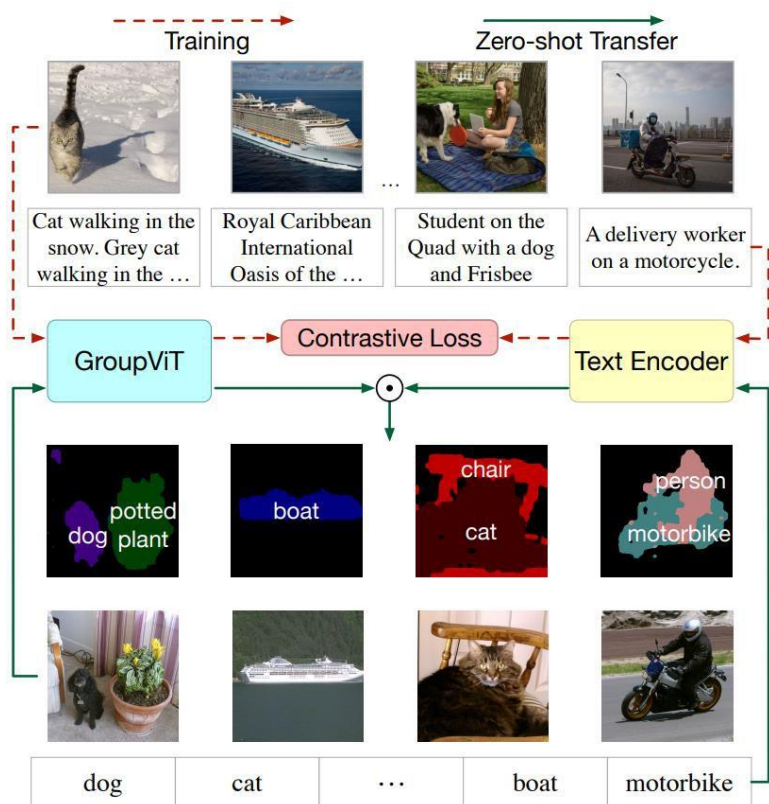 Training
Zero-shot Transfer
...
Cat walking in the
snow. Grey cat
walking in the …
Royal Caribbean
International
Oasis of the …
Student on the
Quad with a dog
and Frisbee
A delivery worker
on a motorcycle.
GroupViT
Contrastive Loss
Text Encoder
dog
potted
plant
boat
chair
cat
person
motorbike
dog
cat
…
boat
motorbike